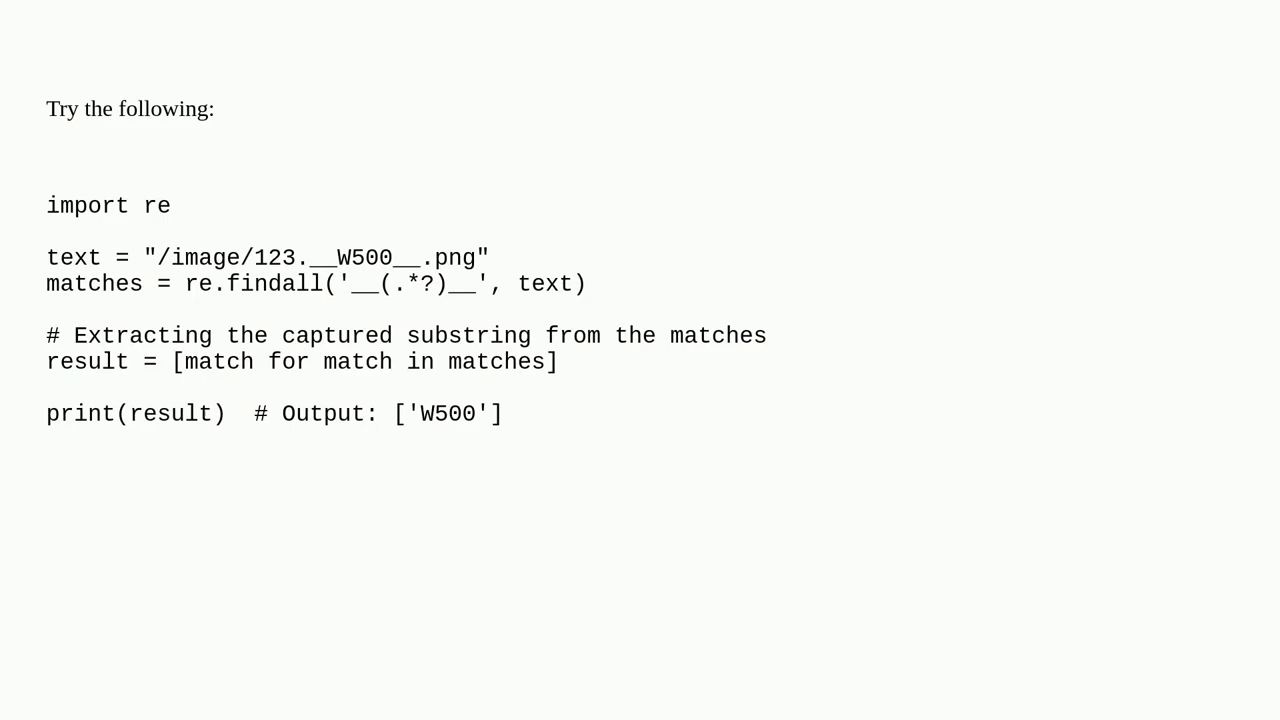 Try the following:
import re
text = "/image/123.__W500__.png"
matches = re.findall('__(.*?)__', text)
# Extracting the captured substring from the matches
result = [match for match in matches]
print(result)  # Output: ['W500']